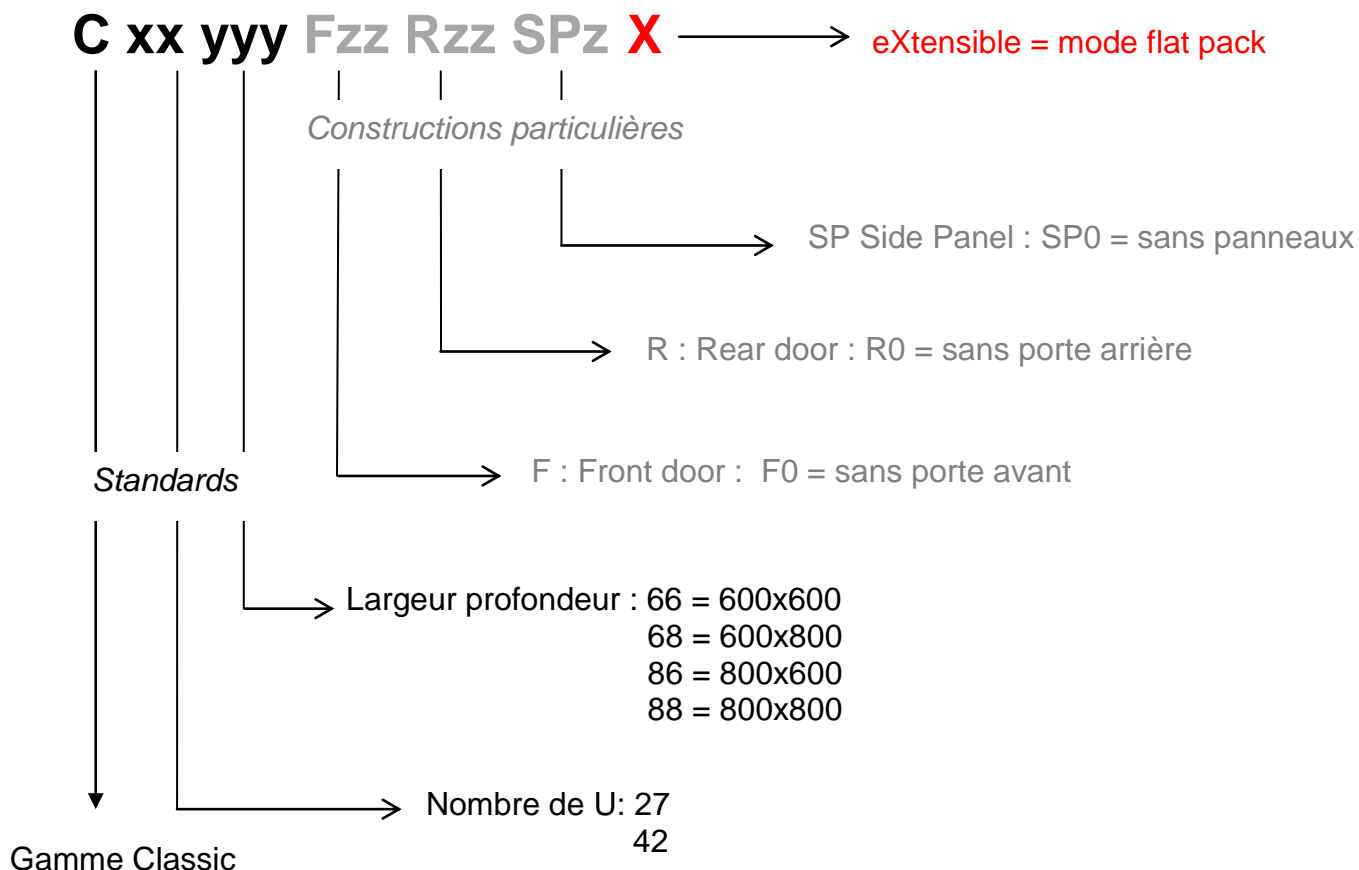 C xx yyy Fzz Rzz SPz X
eXtensible = mode flat pack
Constructions particulières
SP Side Panel : SP0 = sans panneaux
R : Rear door : R0 = sans porte arrière
F : Front door : F0 = sans porte avant
Standards
Largeur profondeur : 66 = 600x600
68 = 600x800
86 = 800x600
88 = 800x800
Nombre de U: 27
42
Gamme Classic